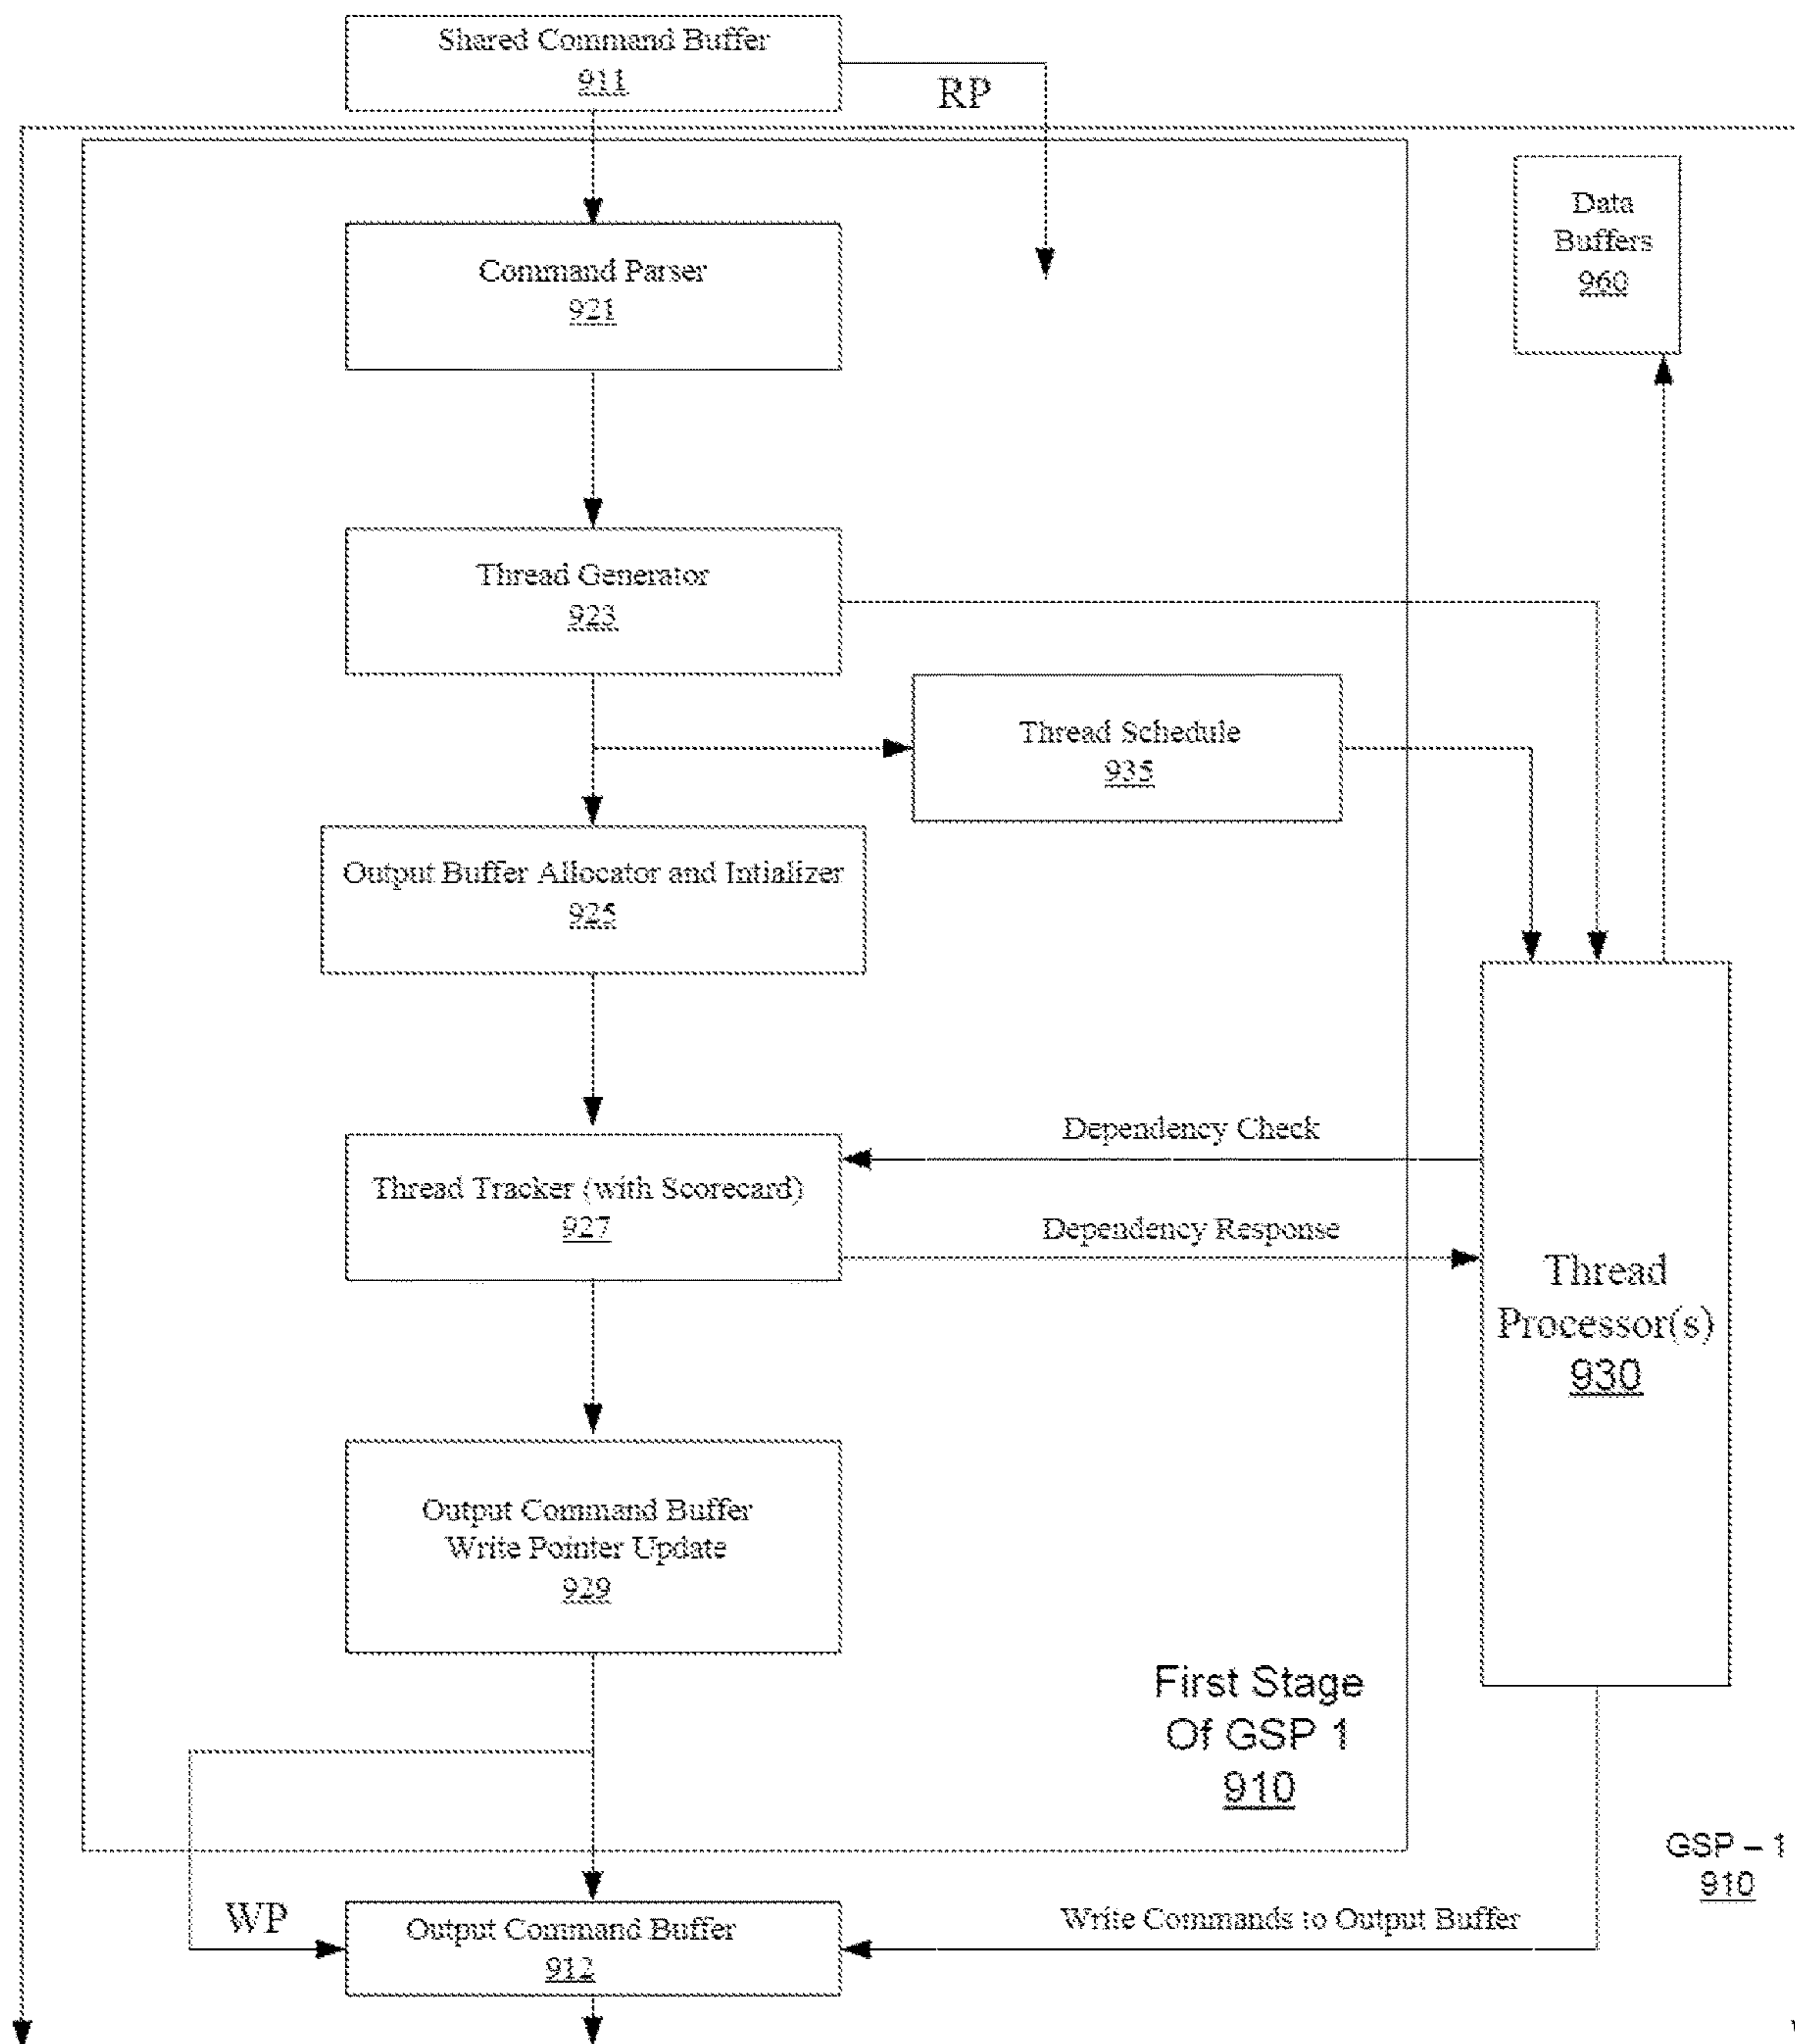 Shared Command Buffer
911
RP
Data
Buffers
960
Command Parser
921
Thread Generator
923
Thread Schedule
935
Output Buffer Allocator and Intializer
925
Dependency Check
Thread Tracker (with Scorecard)
927
Dependency Response
Thread
Processor(s)
930
Output Command Buffer
Write Pointer Update
929
First Stage
Of GSP 1
910
GSP – 1
910
WP
Output Command Buffer
912
Write Commands to Output Buffer